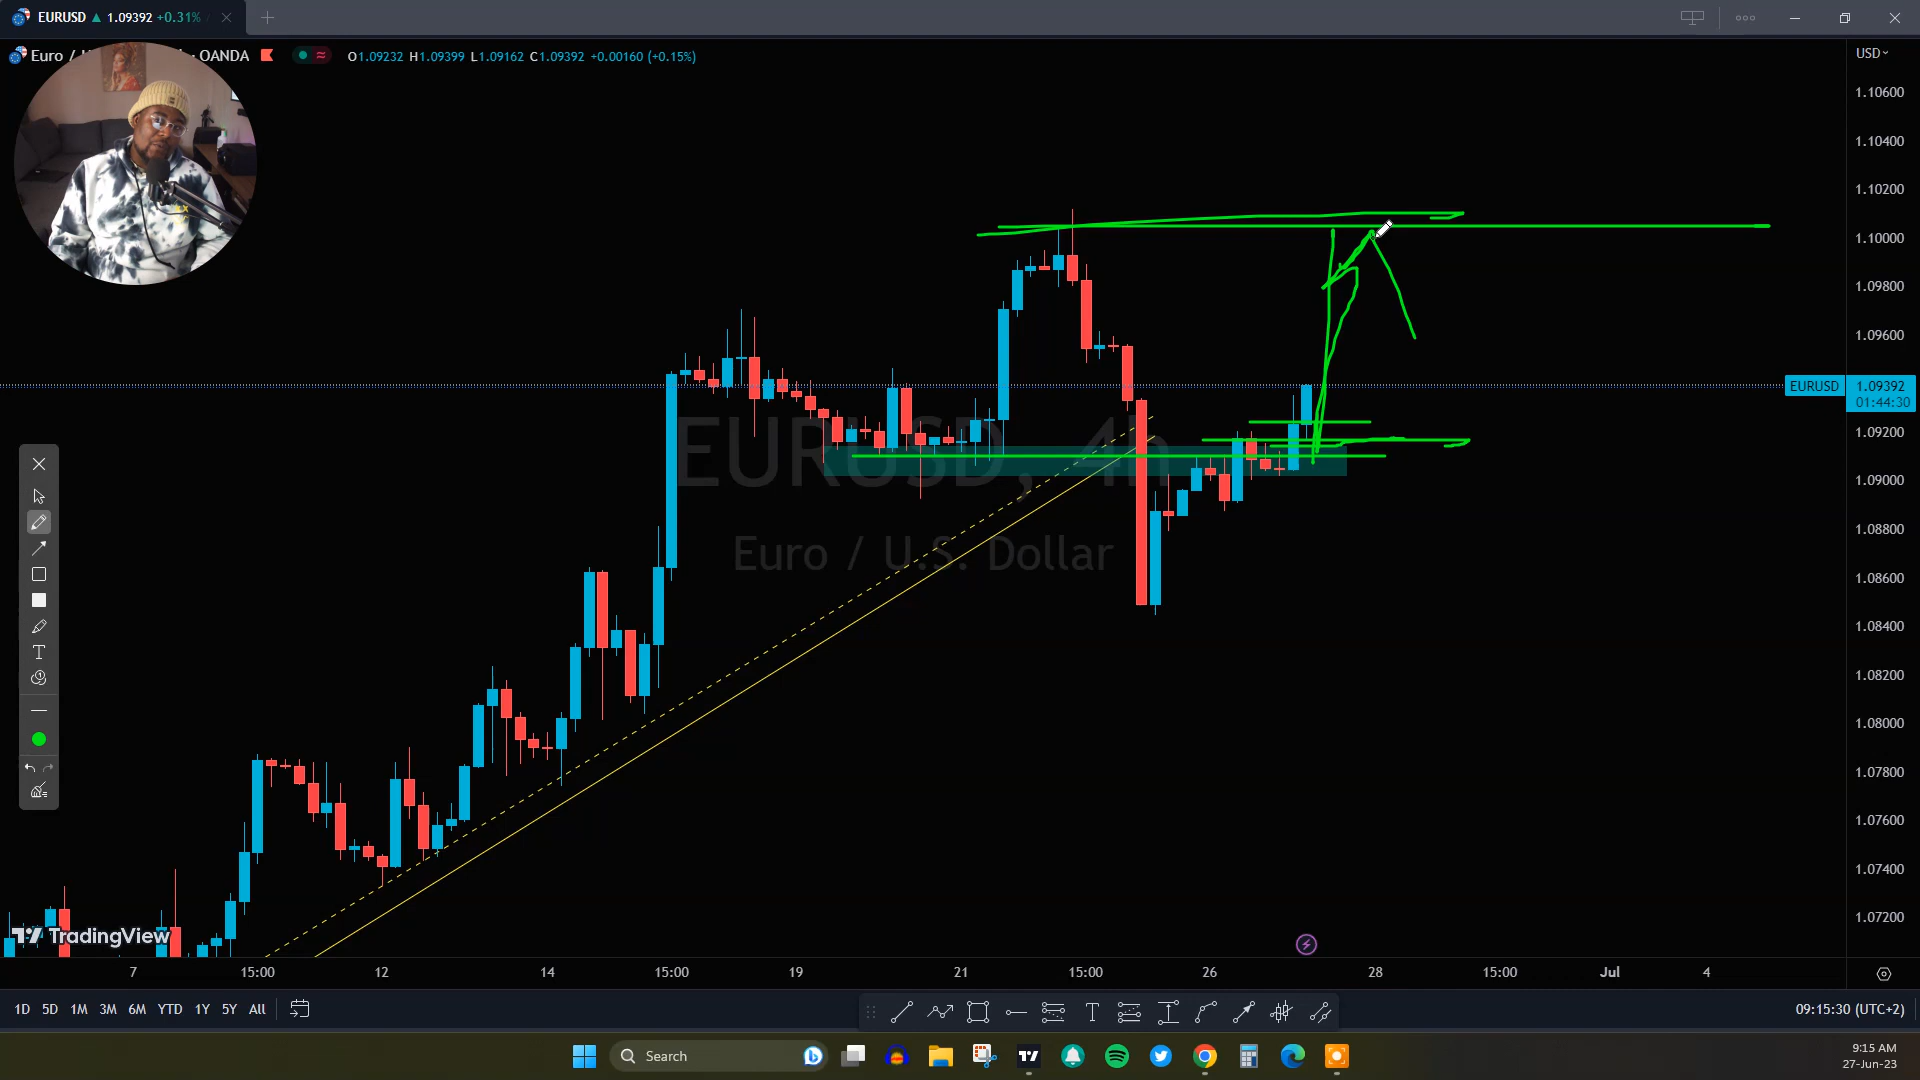 EURUSD ▲ 1.09392 +0.31%
Euro / · OANDA O1.09232 H1.09399 L1.09162 C1.09392 +0.00160 (+0.15%)
USD
1.10600
1.10400
1.10200
1.10000
1.09800
1.09600
EURUSD 1.09392
01:44:30
1.09200
1.09000
1.08800
1.08600
1.08400
1.08200
1.08000
1.07800
1.07600
1.07400
1.07200
EURUSD, 4h
Euro / U.S. Dollar
TradingView
7 15:00 12 14 15:00 19 21 15:00 26 28 15:00 Jul 4
1D 5D 1M 3M 6M YTD 1Y 5Y All
09:15:30 (UTC+2)
Search
9:15 AM
27-Jun-23